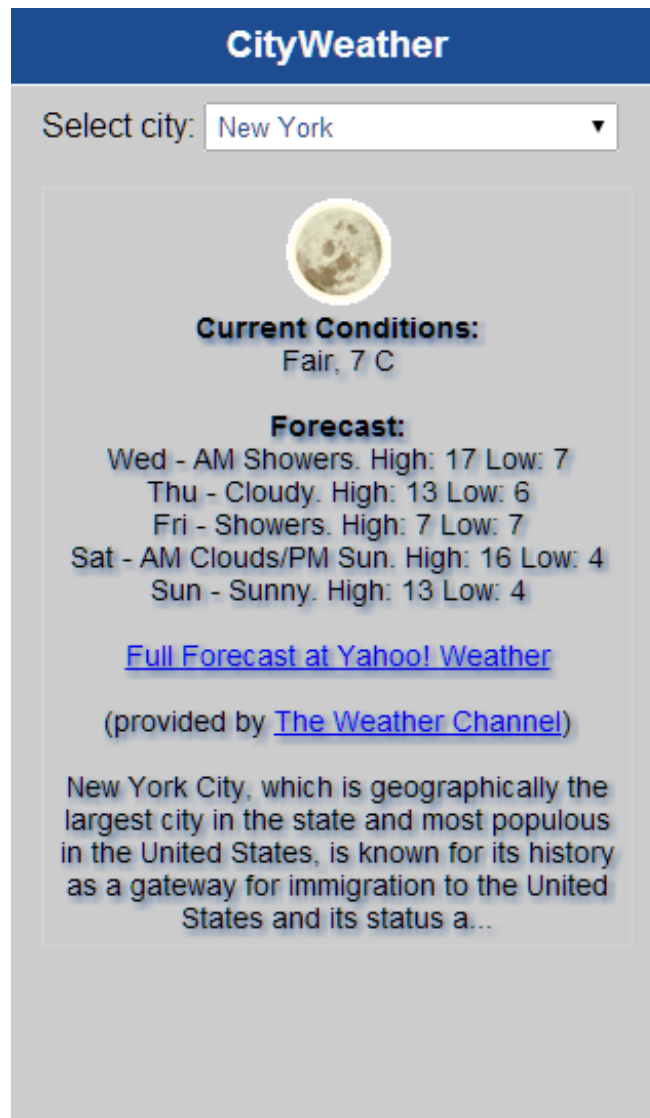 CityWeather
Select city: New York
Current Conditions:
Fair, 7 C
Forecast:
Wed - AM Showers. High: 17 Low: 7
Thu - Cloudy. High: 13 Low: 6
Fri - Showers. High: 7 Low: 7
Sat - AM Clouds/PM Sun. High: 16 Low: 4
Sun - Sunny. High: 13 Low: 4
Full Forecast at Yahoo! Weather
(provided by The Weather Channel)
New York City, which is geographically the
largest city in the state and most populous
in the United States, is known for its history
as a gateway for immigration to the United
States and its status a...